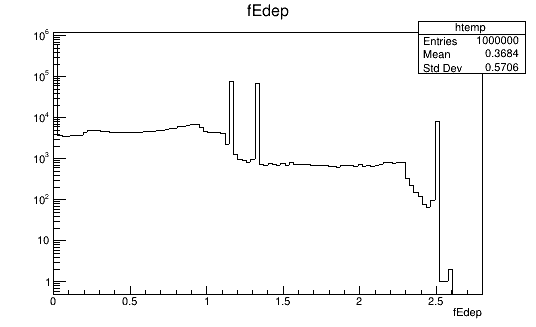 fEdep
htemp
Entries 1000000
Mean 0.3684
Std Dev 0.5706
10^6
10^5
10^4
10^3
10^2
10
1
0 0.5 1 1.5 2 2.5
fEdep